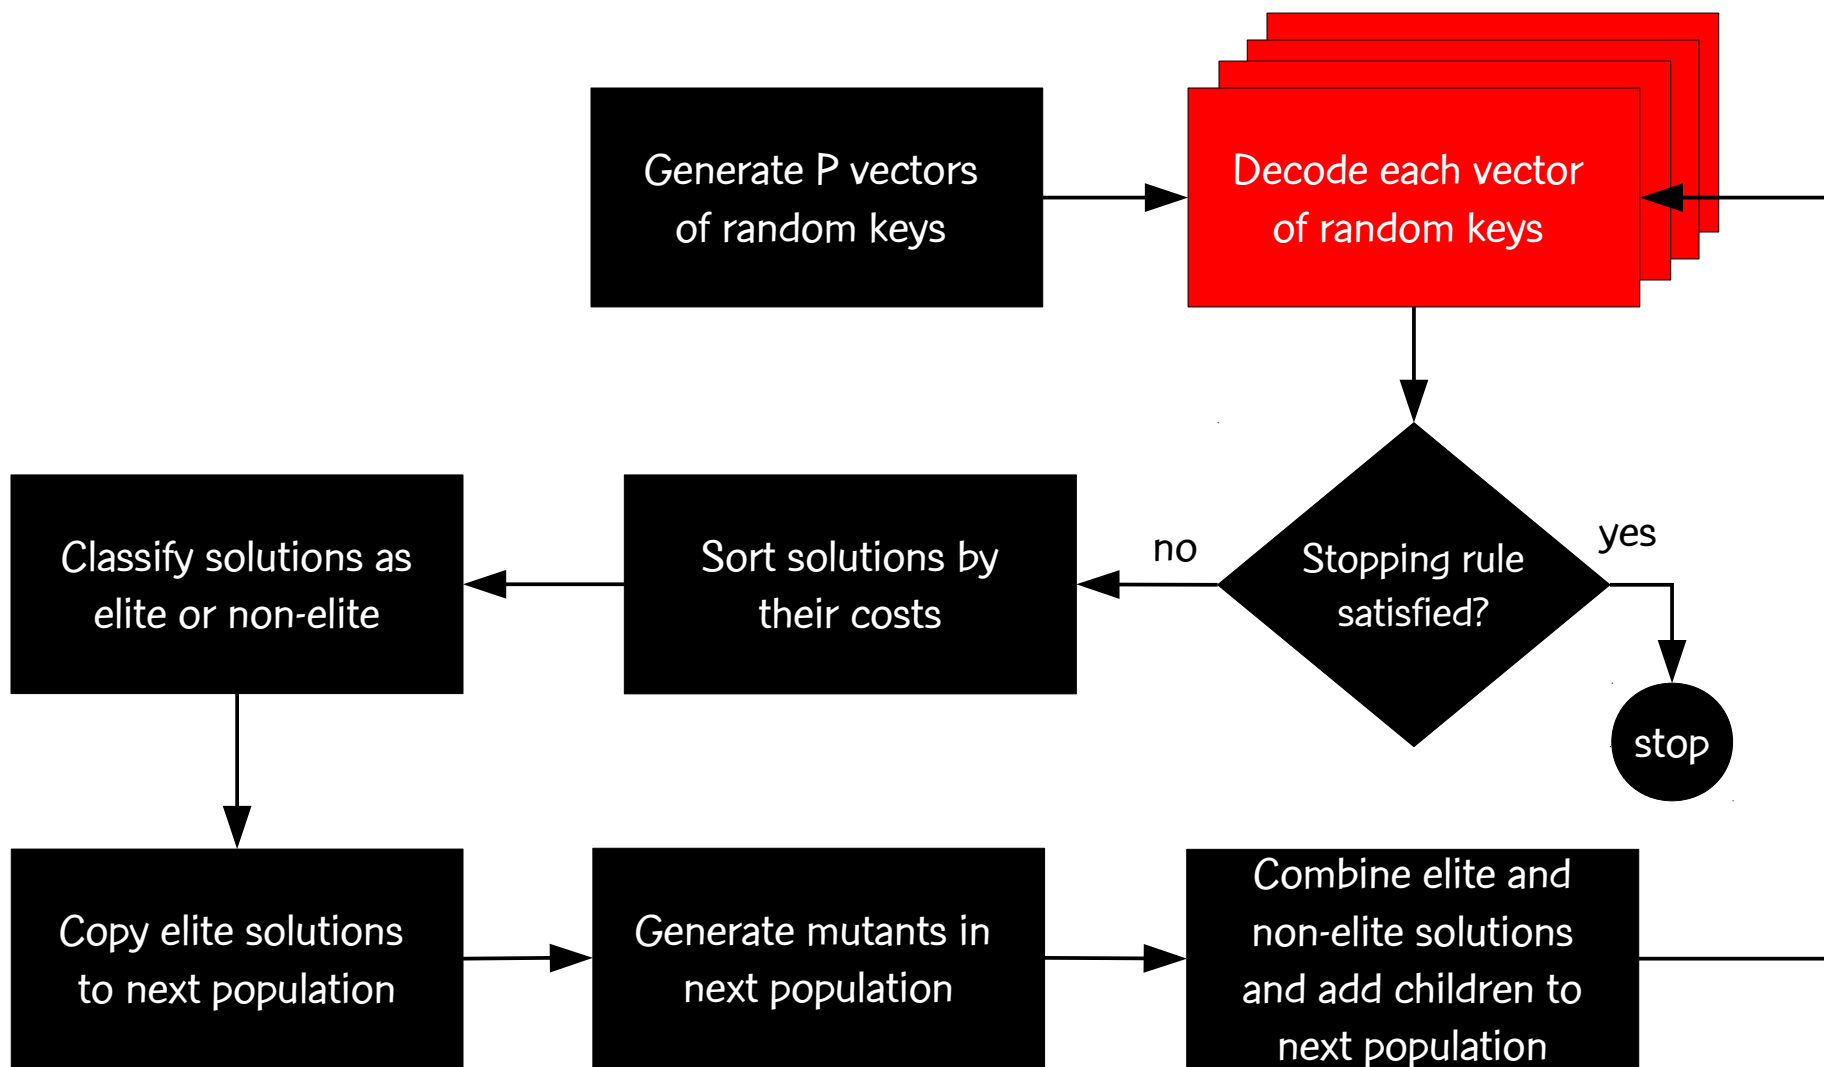 Generate P vectors
of random keys
Decode each vector
of random keys
Classify solutions as
elite or non-elite
Sort solutions by
their costs
no
Stopping rule
satisfied?
yes
stop
Copy elite solutions
to next population
Generate mutants in
next population
Combine elite and
non-elite solutions
and add children to
next population